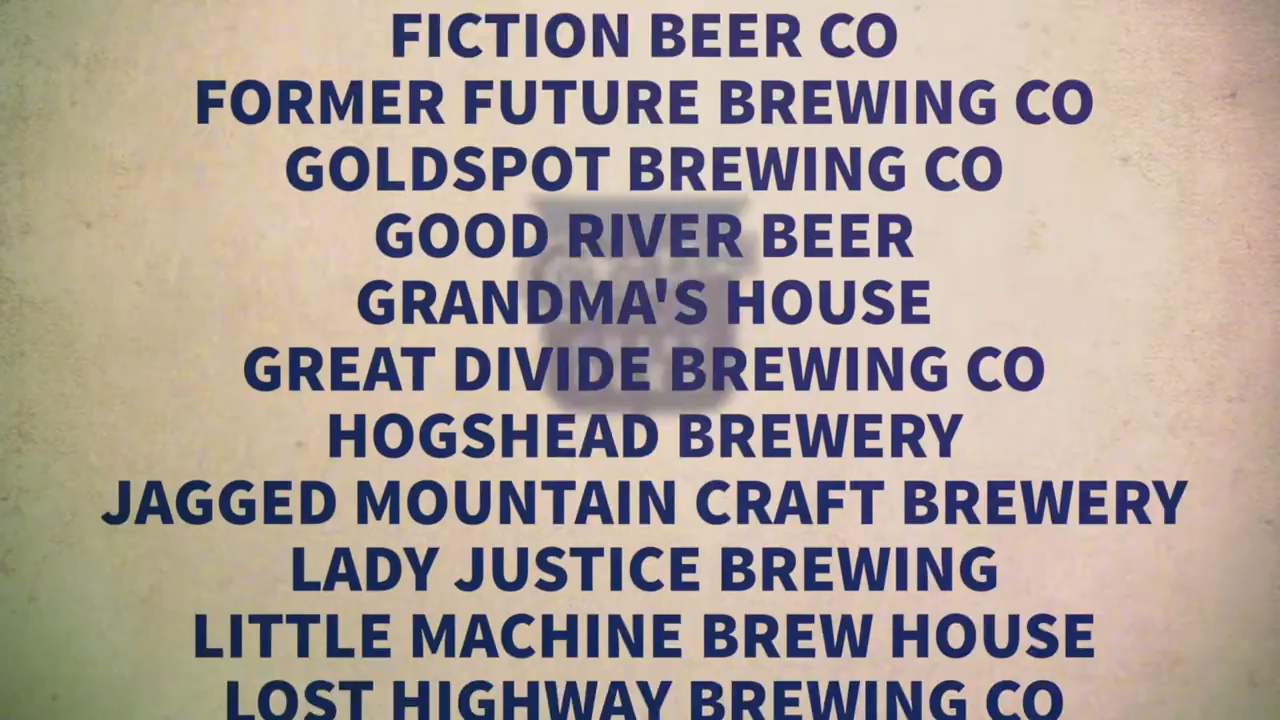 FICTION BEER CO
FORMER FUTURE BREWING CO
GOLDSPOT BREWING CO
GOOD RIVER BEER
GRANDMA'S HOUSE
GREAT DIVIDE BREWING CO
HOGSHEAD BREWERY
JAGGED MOUNTAIN CRAFT BREWERY
LADY JUSTICE BREWING
LITTLE MACHINE BREW HOUSE
LOST HIGHWAY BREWING CO